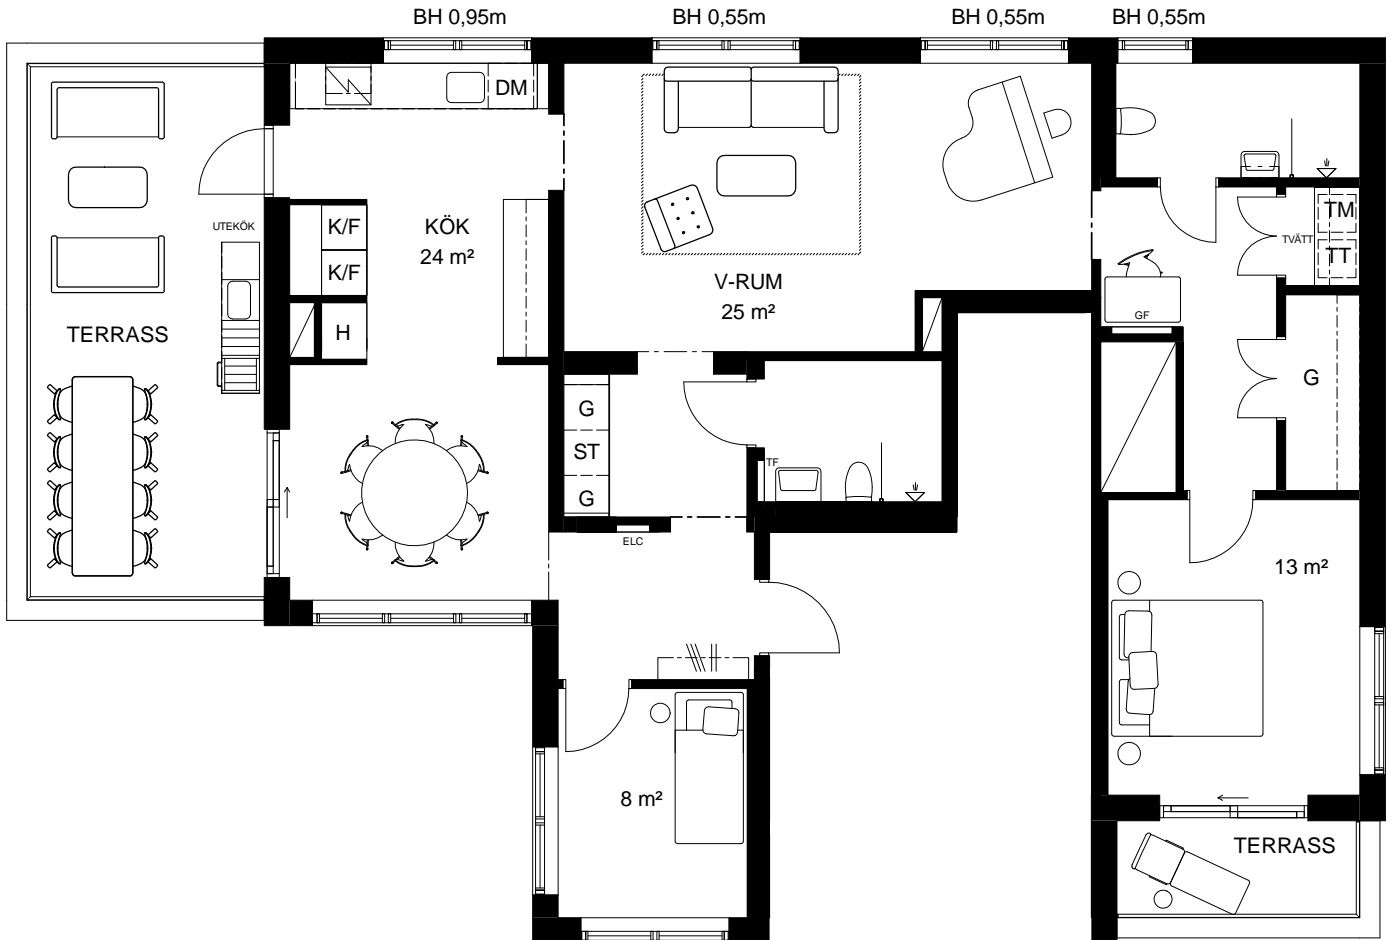 BH 0,95m
BH 0,55m
BH 0,55m
BH 0,55m
DM
UTEKÖK
K/F
K/F
H
KÖK
24 m²
TERRASS
V-RUM
25 m²
TM
TVÄTT
TT
GF
G
G
ST
G
TF
ELC
13 m²
8 m²
TERRASS